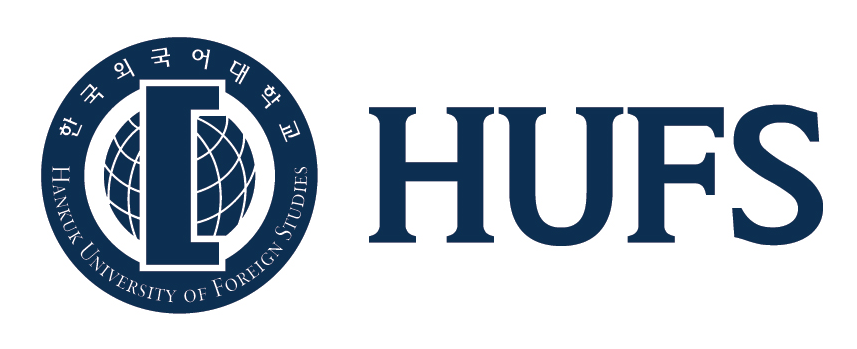 한국외국어대학교
HANKUK UNIVERSITY OF FOREIGN STUDIES
HUFS